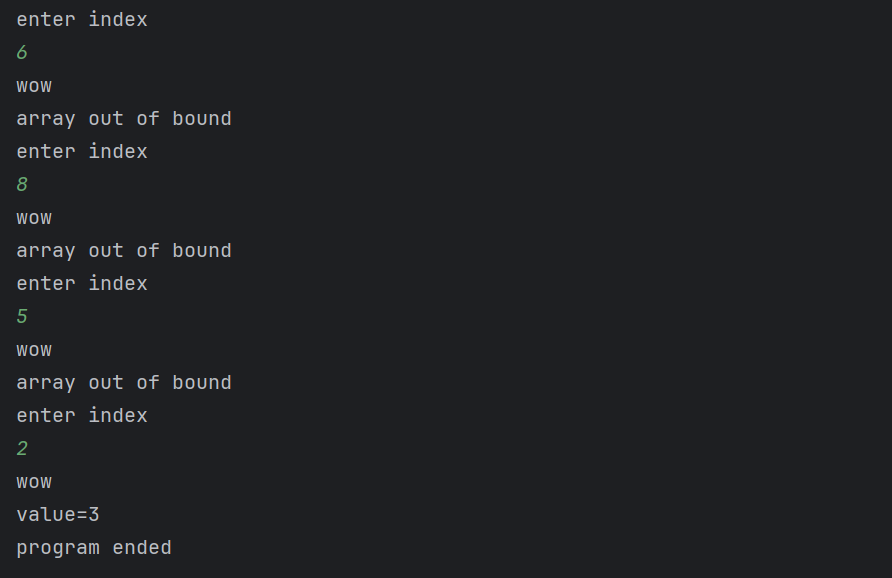 enter index
6
wow
array out of bound
enter index
8
wow
array out of bound
enter index
5
wow
array out of bound
enter index
2
wow
value=3
program ended